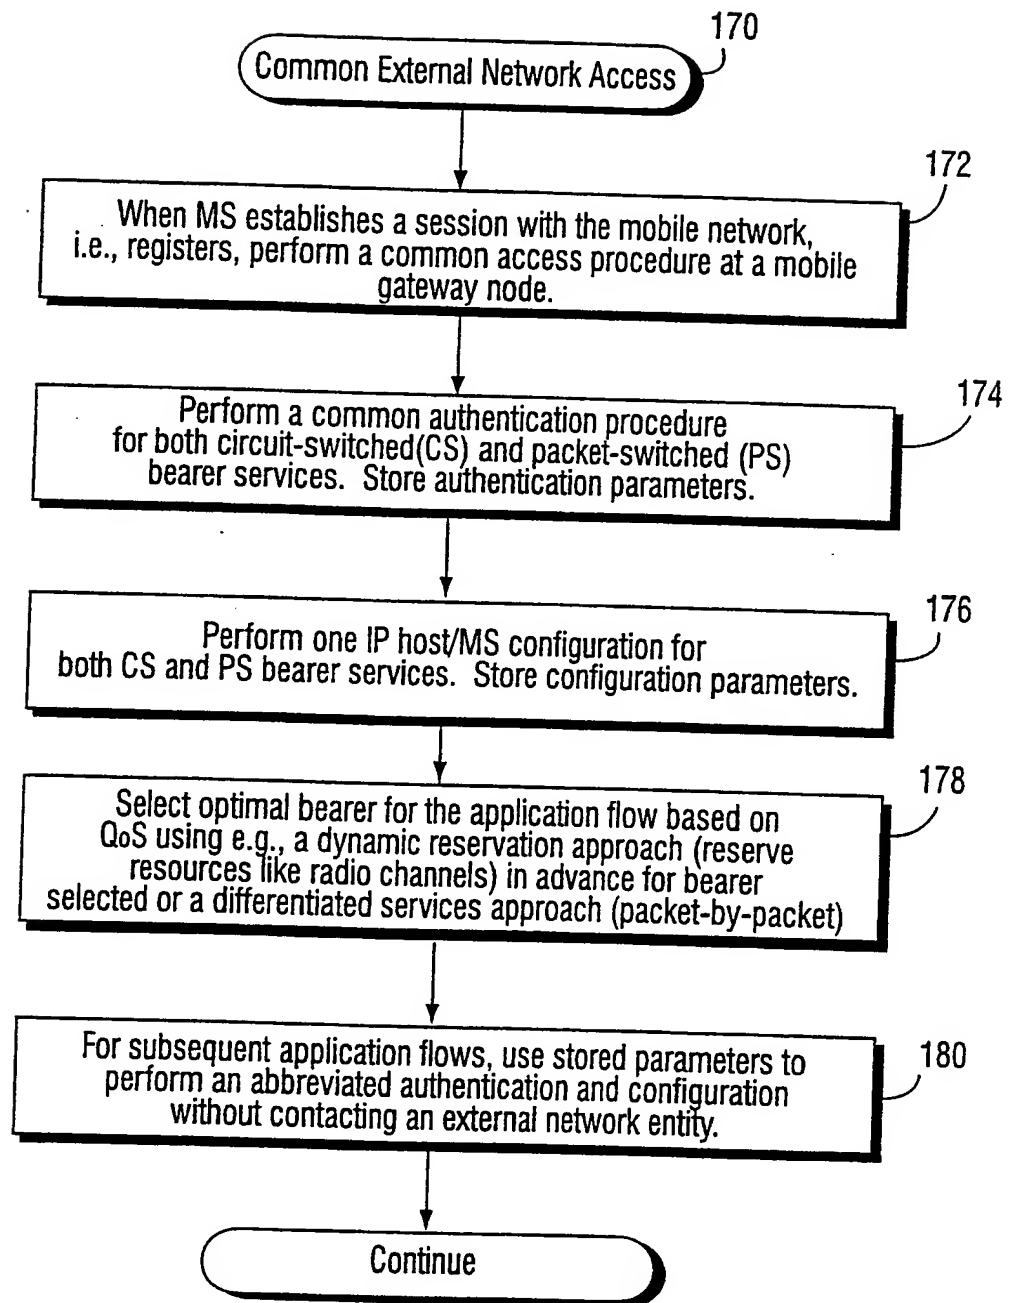 170
Common External Network Access
172
When MS establishes a session with the mobile network,
i.e., registers, perform a common access procedure at a mobile
gateway node.
174
Perform a common authentication procedure
for both circuit-switched(CS) and packet-switched (PS)
bearer services. Store authentication parameters.
176
Perform one IP host/MS configuration for
both CS and PS bearer services. Store configuration parameters.
178
Select optimal bearer for the application flow based on
QoS using e.g., a dynamic reservation approach (reserve
resources like radio channels) in advance for bearer
selected or a differentiated services approach (packet-by-packet)
180
For subsequent application flows, use stored parameters to
perform an abbreviated authentication and configuration
without contacting an external network entity.
Continue